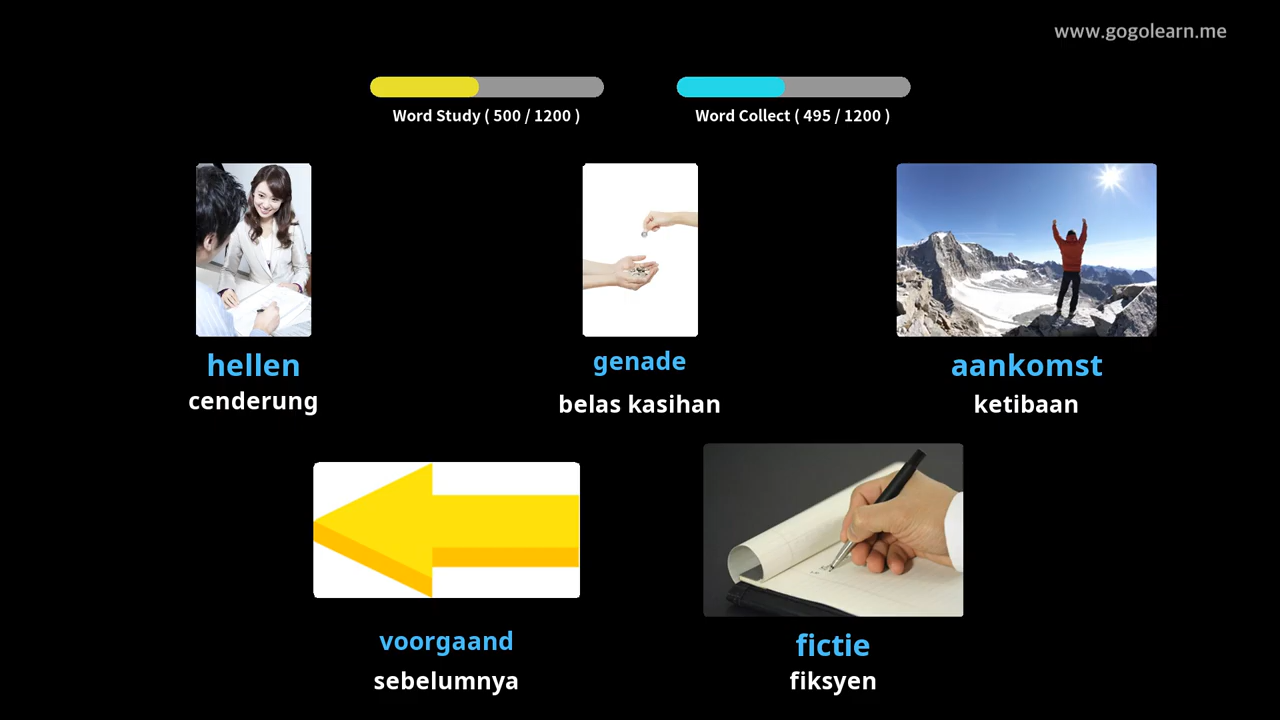 www.gogolearn.me
Word Study ( 500 / 1200 )
Word Collect ( 495 / 1200 )
hellen
cenderung
genade
belas kasihan
aankomst
ketibaan
voorgaand
sebelumnya
fictie
fiksyen